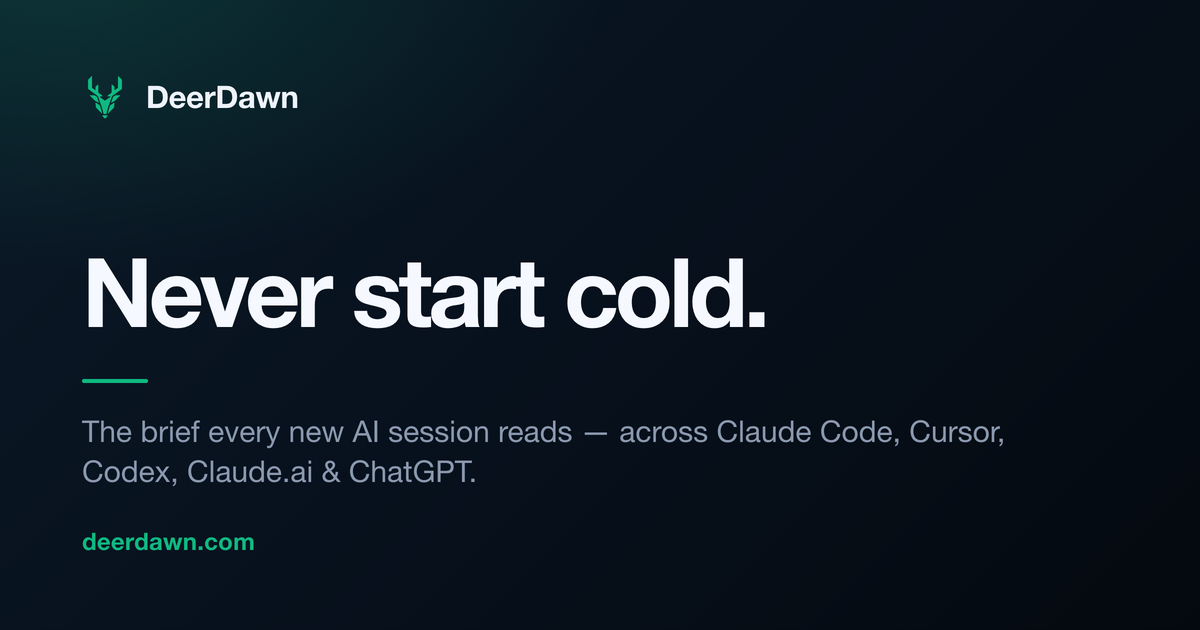 DeerDawn
Never start cold.
The brief every new AI session reads — across Claude Code, Cursor,
Codex, Claude.ai & ChatGPT.
deerdawn.com